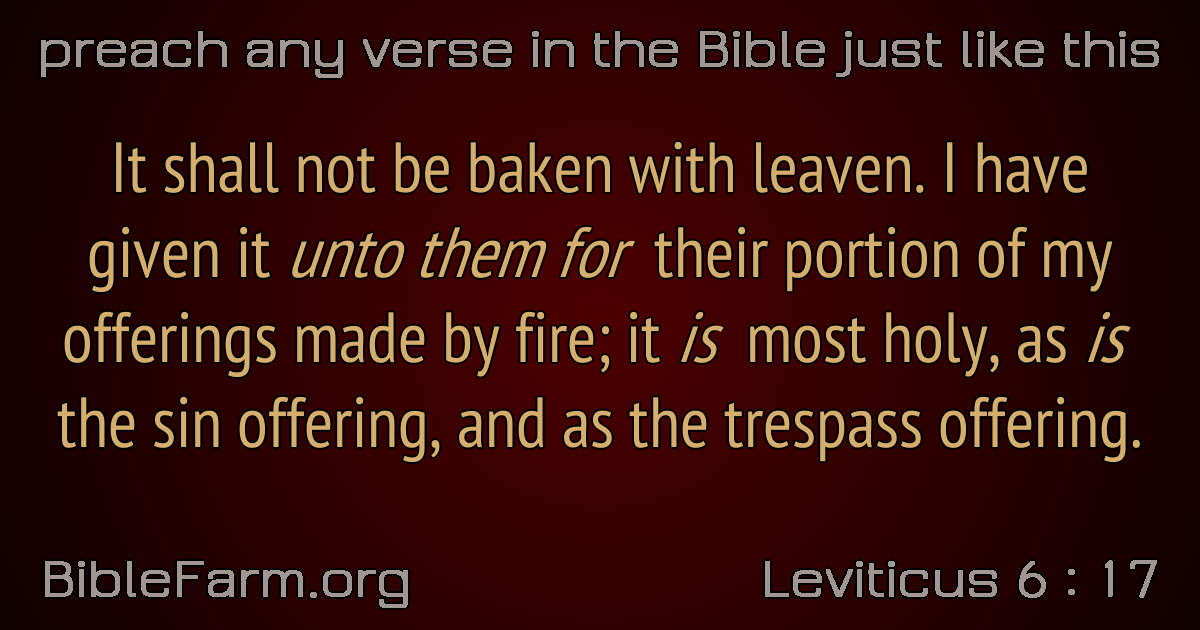 preach any verse in the Bible just like this
It shall not be baken with leaven. I have
given it unto them for their portion of my
offerings made by fire; it is most holy, as is
the sin offering, and as the trespass offering.
BibleFarm.org
Leviticus 6 : 17